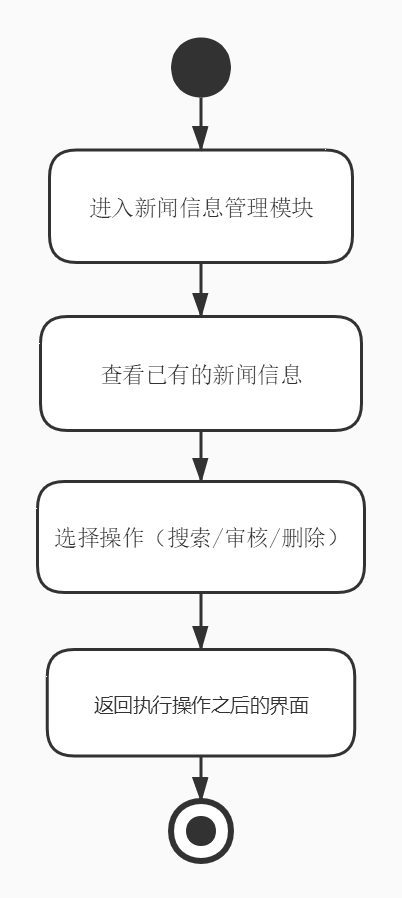 进入新闻信息管理模块
查看已有的新闻信息
选择操作（搜索/审核/删除）
返回执行操作之后的界面